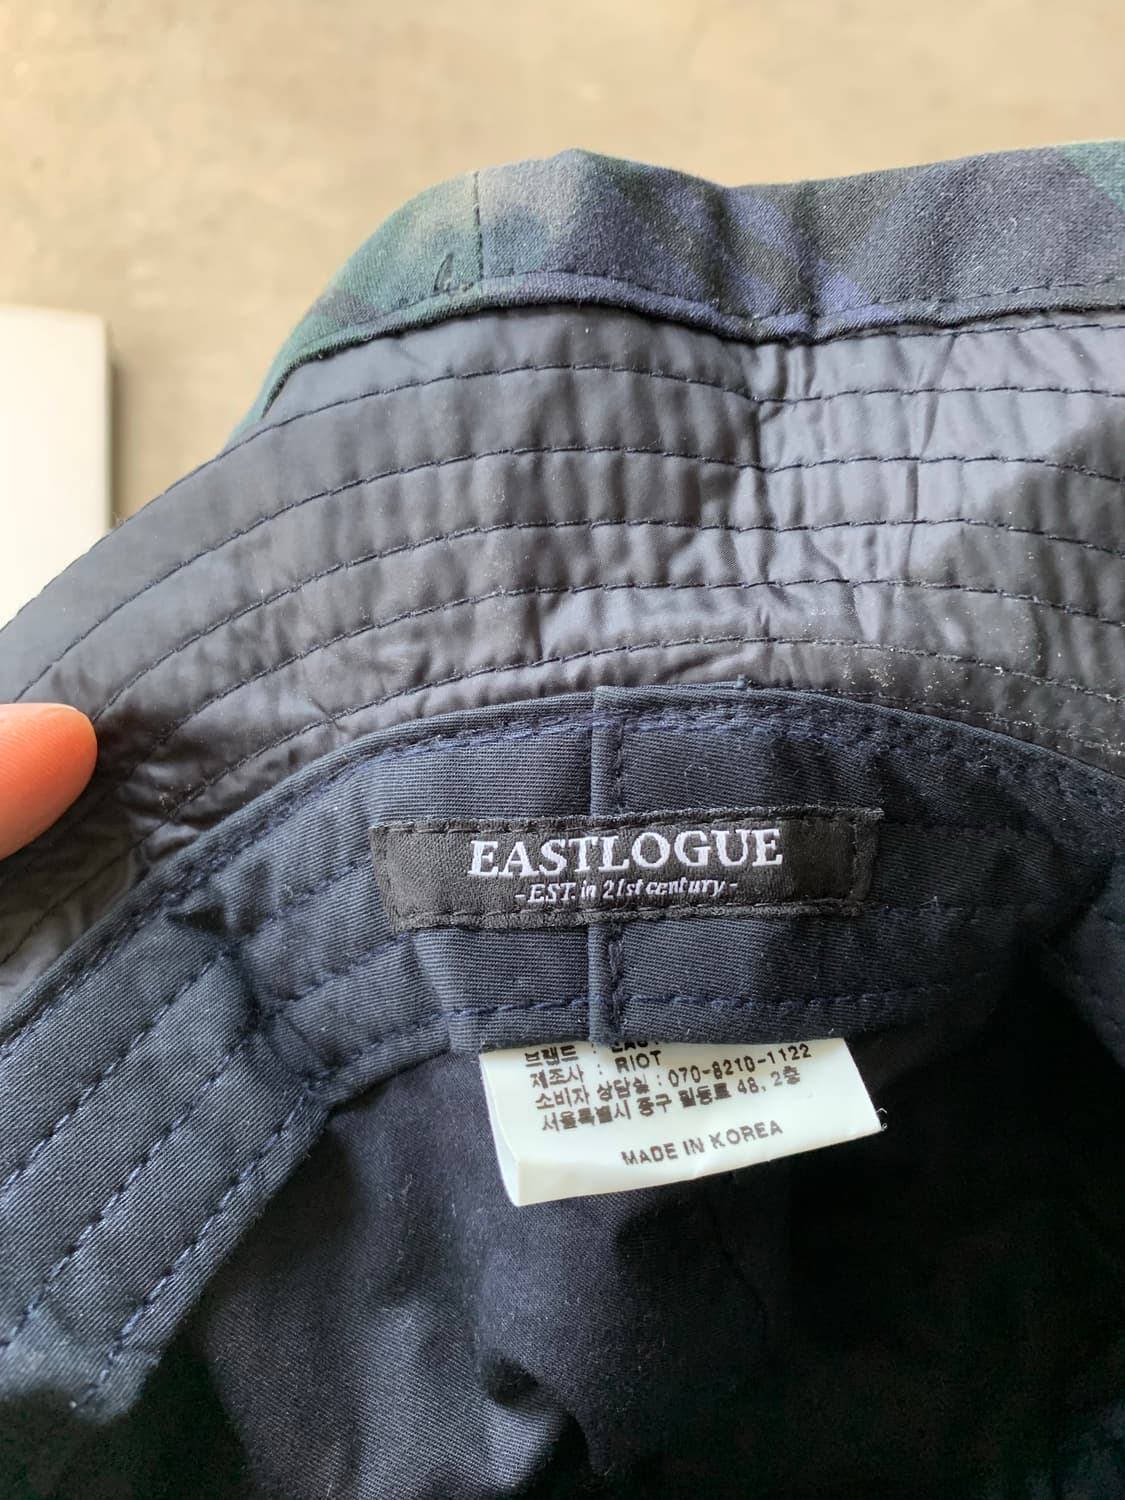 EASTLOGUE
-EST. in 21st century-
브랜드 :
제조사 : RIOT
소비자 상담실 : 070-8210-1122
서울특별시 중구 필동로 48, 2층
MADE IN KOREA